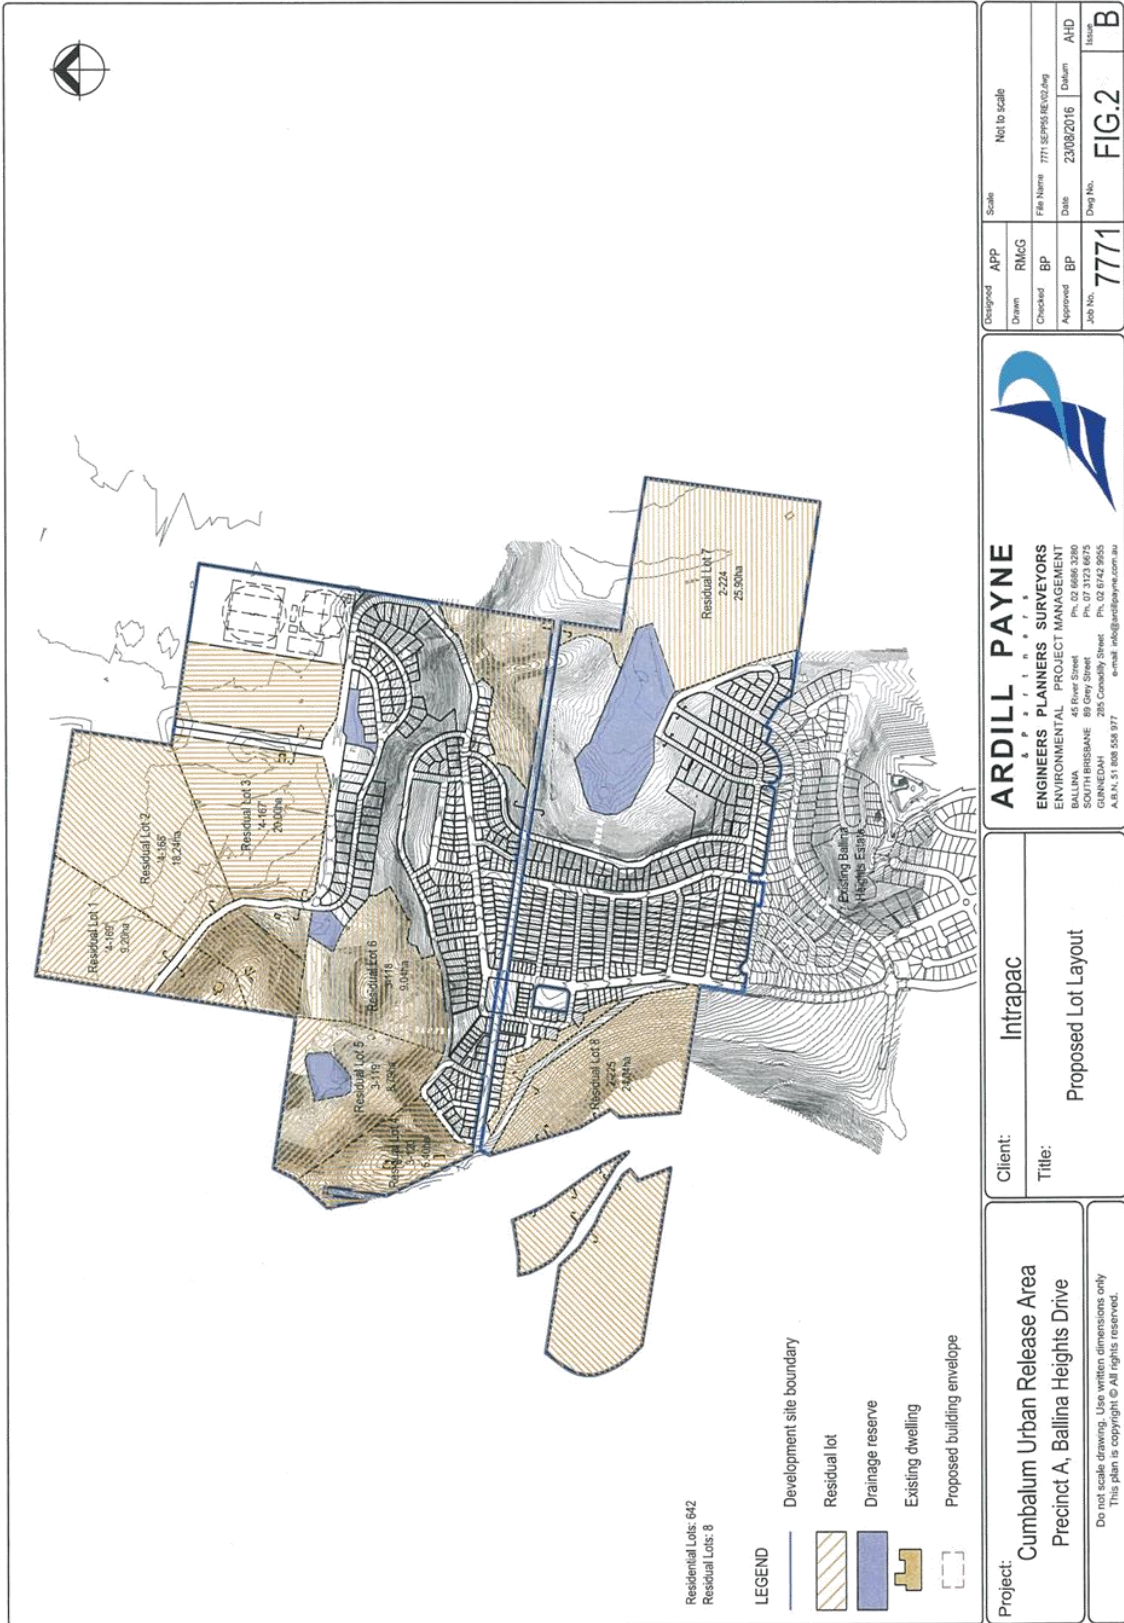 Residual Lot 1
'4-169'
9.20ha
Residual Lot 2
'4-168'
18.24ha
Residual Lot 3
'4-167'
20.00ha
Residual Lot 6
3-118
9.04ha
Residual Lot 5
3-119
Residual Lot 4
3-120
5.40ha
Residual Lot 7
2-224
25.90ha
Residual Lot 8
2-225
Existing Ballina
Heights Estate
Residential Lots: 642
Residual Lots: 8
LEGEND
Development site boundary
Residual lot
Drainage reserve
Existing dwelling
Proposed building envelope
Project:
Cumbalum Urban Release Area
Precinct A, Ballina Heights Drive
Do not scale drawing. Use written dimensions only
This plan is copyright © All rights reserved.
Client:
Intrapac
Title:
Proposed Lot Layout
ARDILL PAYNE
& Partners
ENGINEERS PLANNERS SURVEYORS
ENVIRONMENTAL PROJECT MANAGEMENT
BALLINA 45 River Street Ph. 02 6686 3280
SOUTH BRISBANE 89 Grey Street Ph. 07 3123 6675
GUNNEDAH 285 Conadilly Street Ph. 02 6742 9955
A.B.N. 51 808 558 977 e-mail: info@ardillpayne.com.au
Designed APP
Scale Not to scale
Drawn RMcG
Checked BP
File Name 7771 SEPP55 REV02.dwg
Approved BP
Date 23/08/2016
Datum AHD
Job No. 7771
Dwg No. FIG.2
Issue B